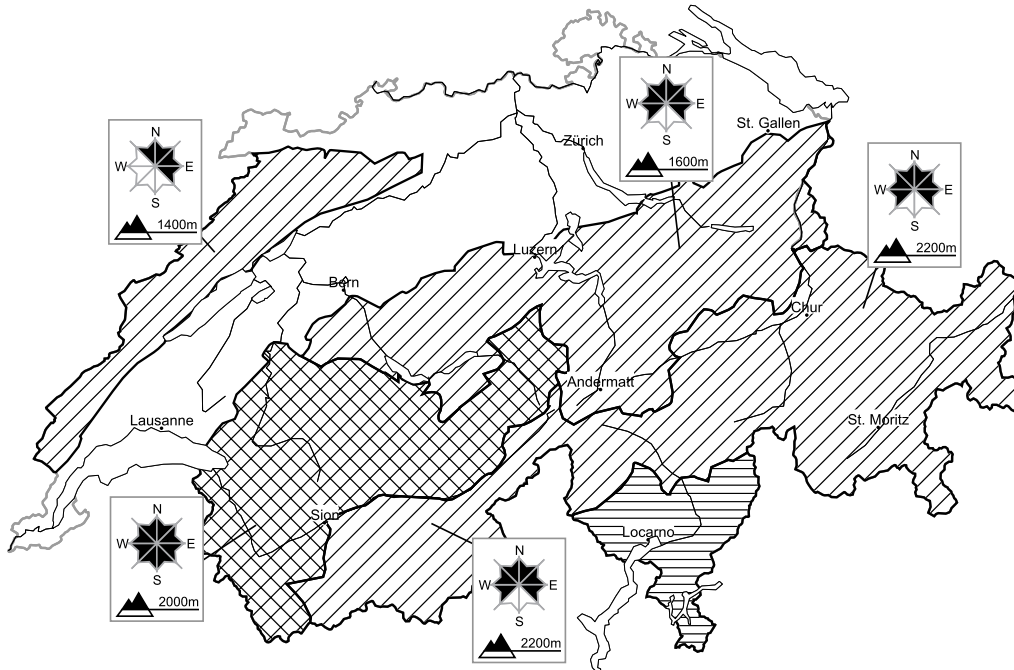 N
W E
S
1400m
N
W E
S
1600m
N
W E
S
2200m
St. Gallen
Zürich
Luzern
Bern
Chur
Andermatt
Lausanne
St. Moritz
Sion
Locarno
N
W E
S
2000m
N
W E
S
2200m